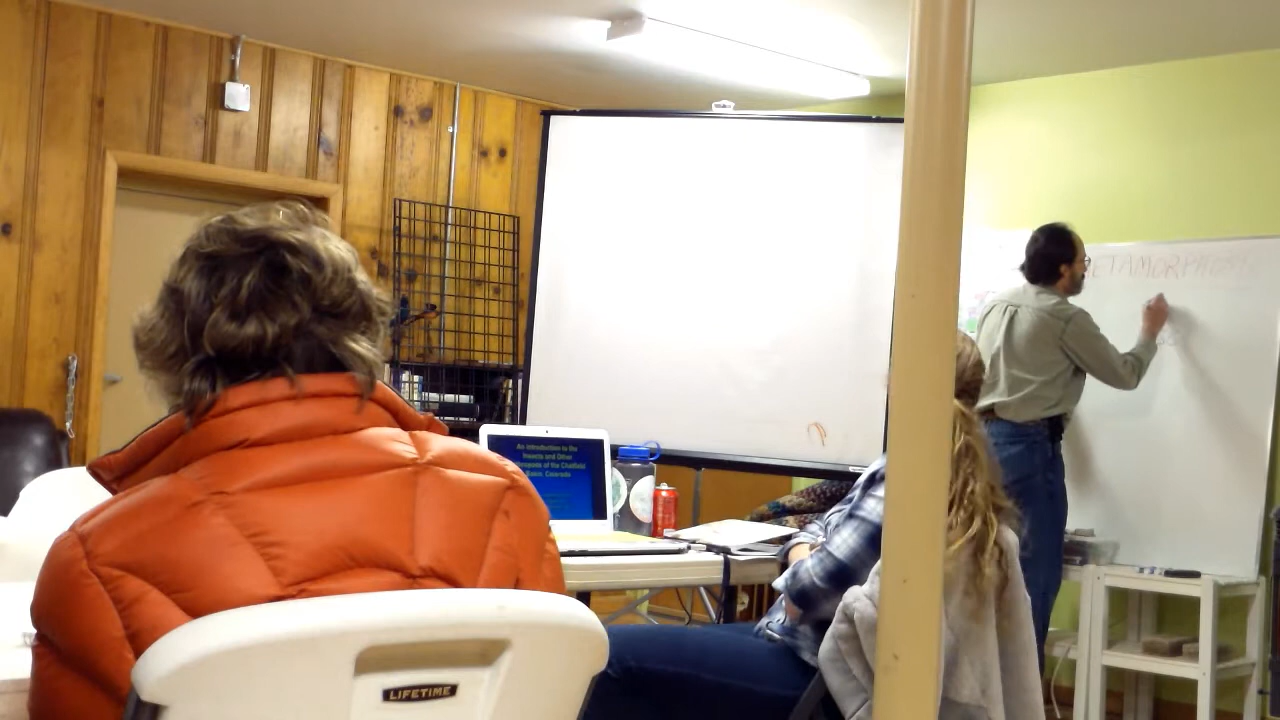 METAMORPHOSIS
An Introduction to the
Insects and Other
Arthropods of the Chatfield
Basin, Colorado
LIFETIME